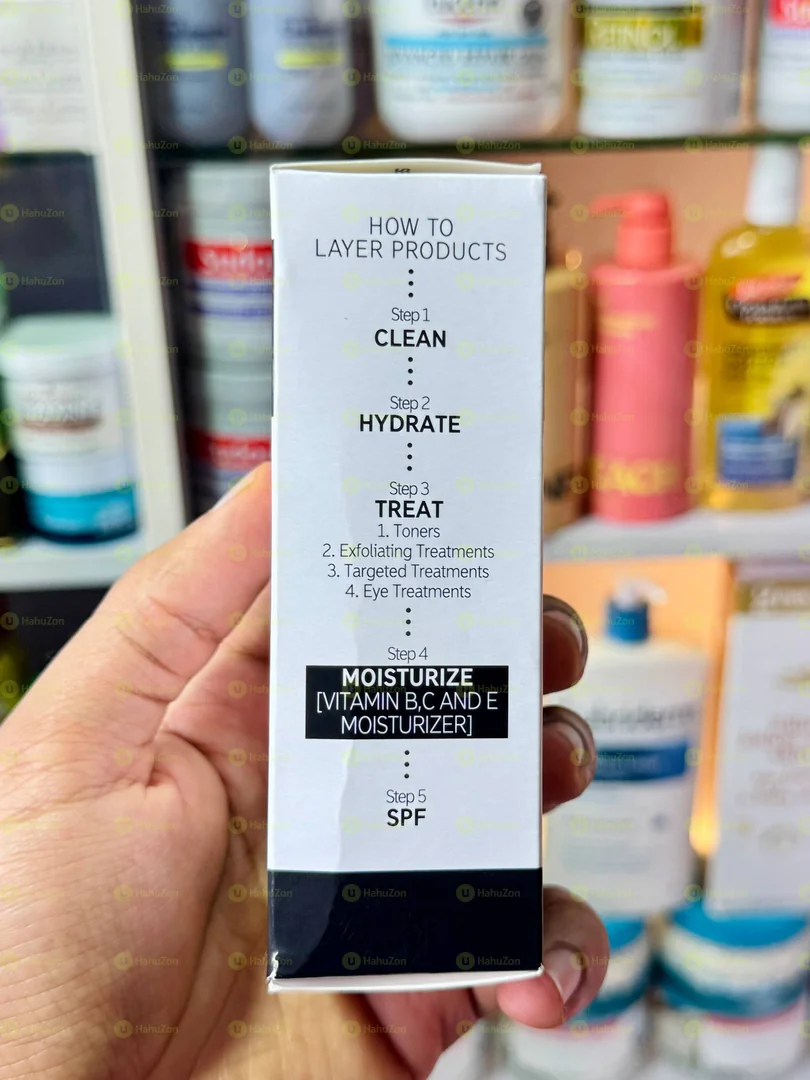 HOW TO
LAYER PRODUCTS
Step 1
CLEAN
Step 2
HYDRATE
Step 3
TREAT
1. Toners
2. Exfoliating Treatments
3. Targeted Treatments
4. Eye Treatments
Step 4
MOISTURIZE
[VITAMIN B,C AND E
MOISTURIZER]
Step 5
SPF
HahuZon